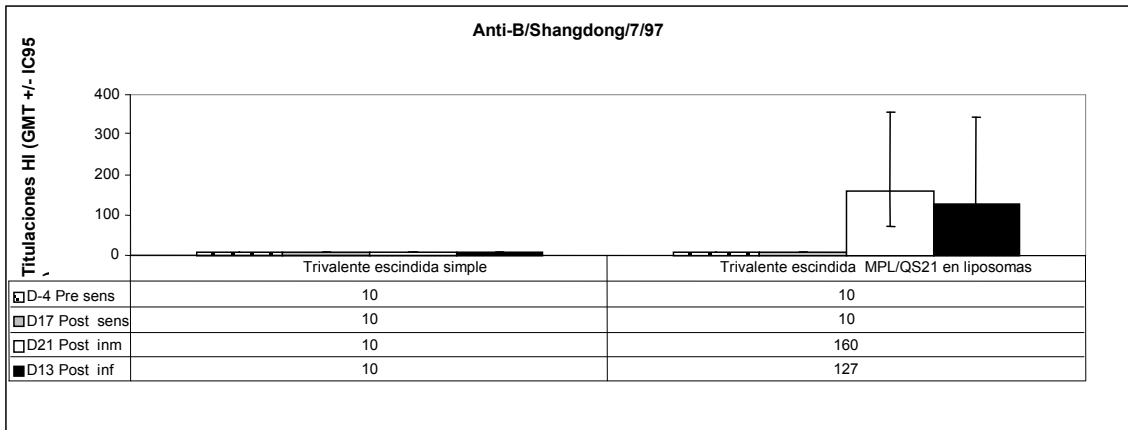 Anti-B/Shangdong/7/97
Titulaciones HI (GMT +/- IC95
400
300
200
100
0
Trivalente escindida simple Trivalente escindida MPL/QS21 en liposomas
D-4 Pre sens 10 10
D17 Post sens 10 10
D21 Post inm 10 160
D13 Post inf 10 127